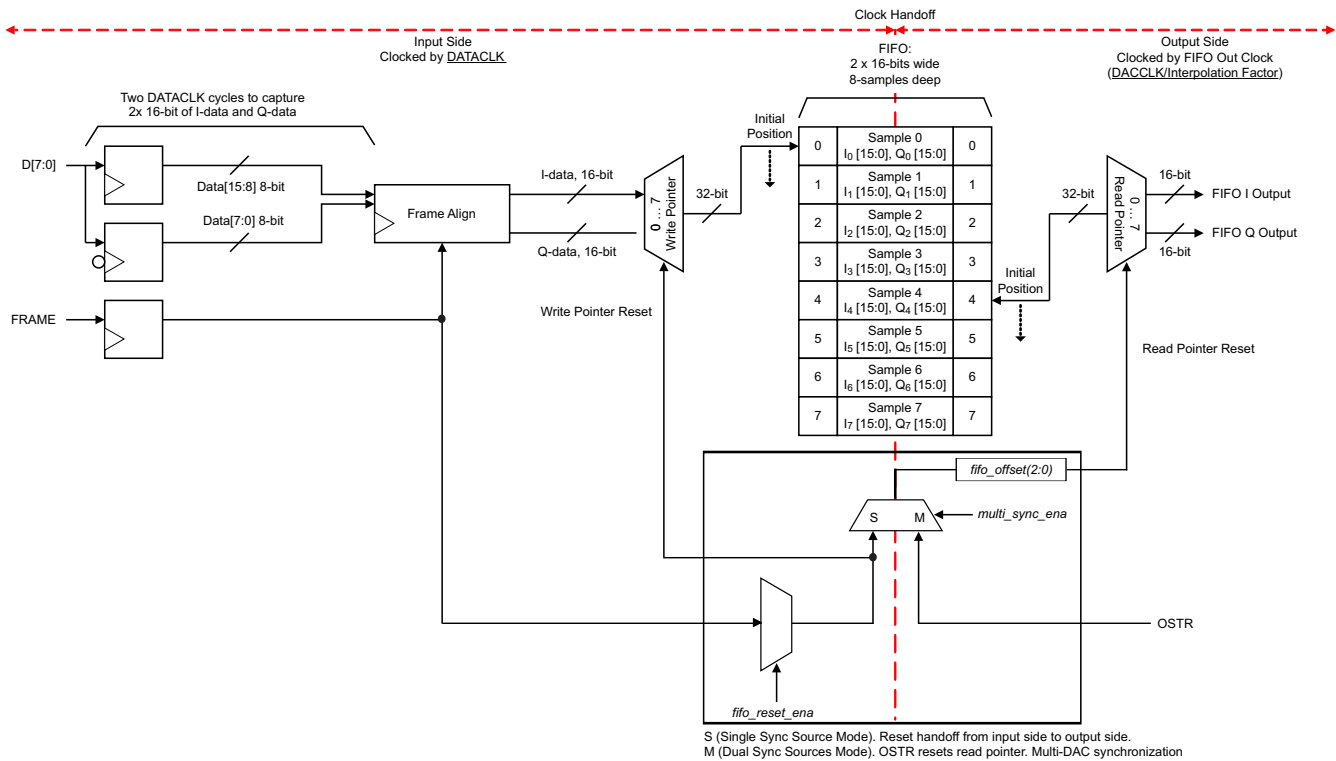 Clock Handoff
Input Side
Clocked by DATACLK
FIFO:
2 x 16-bits wide
8-samples deep
Output Side
Clocked by FIFO Out Clock
(DACCLK/Interpolation Factor)
Two DATACLK cycles to capture
2x 16-bit of I-data and Q-data
D[7:0]
Data[15:8] 8-bit
Data[7:0] 8-bit
FRAME
Frame Align
I-data, 16-bit
Q-data, 16-bit
0 … 7
Write Pointer
32-bit
Initial
Position
Write Pointer Reset
0 Sample 0 0
I0 [15:0], Q0 [15:0]
1 Sample 1 1
I1 [15:0], Q1 [15:0]
2 Sample 2 2
I2 [15:0], Q2 [15:0]
3 Sample 3 3
I3 [15:0], Q3 [15:0]
4 Sample 4 4
I4 [15:0], Q4 [15:0]
5 Sample 5 5
I5 [15:0], Q5 [15:0]
6 Sample 6 6
I6 [15:0], Q6 [15:0]
7 Sample 7 7
I7 [15:0], Q7 [15:0]
Initial
Position
32-bit
0 … 7
Read Pointer
16-bit
FIFO I Output
FIFO Q Output
16-bit
Read Pointer Reset
fifo_offset(2:0)
S M
multi_sync_ena
OSTR
fifo_reset_ena
S (Single Sync Source Mode). Reset handoff from input side to output side.
M (Dual Sync Sources Mode). OSTR resets read pointer. Multi-DAC synchronization